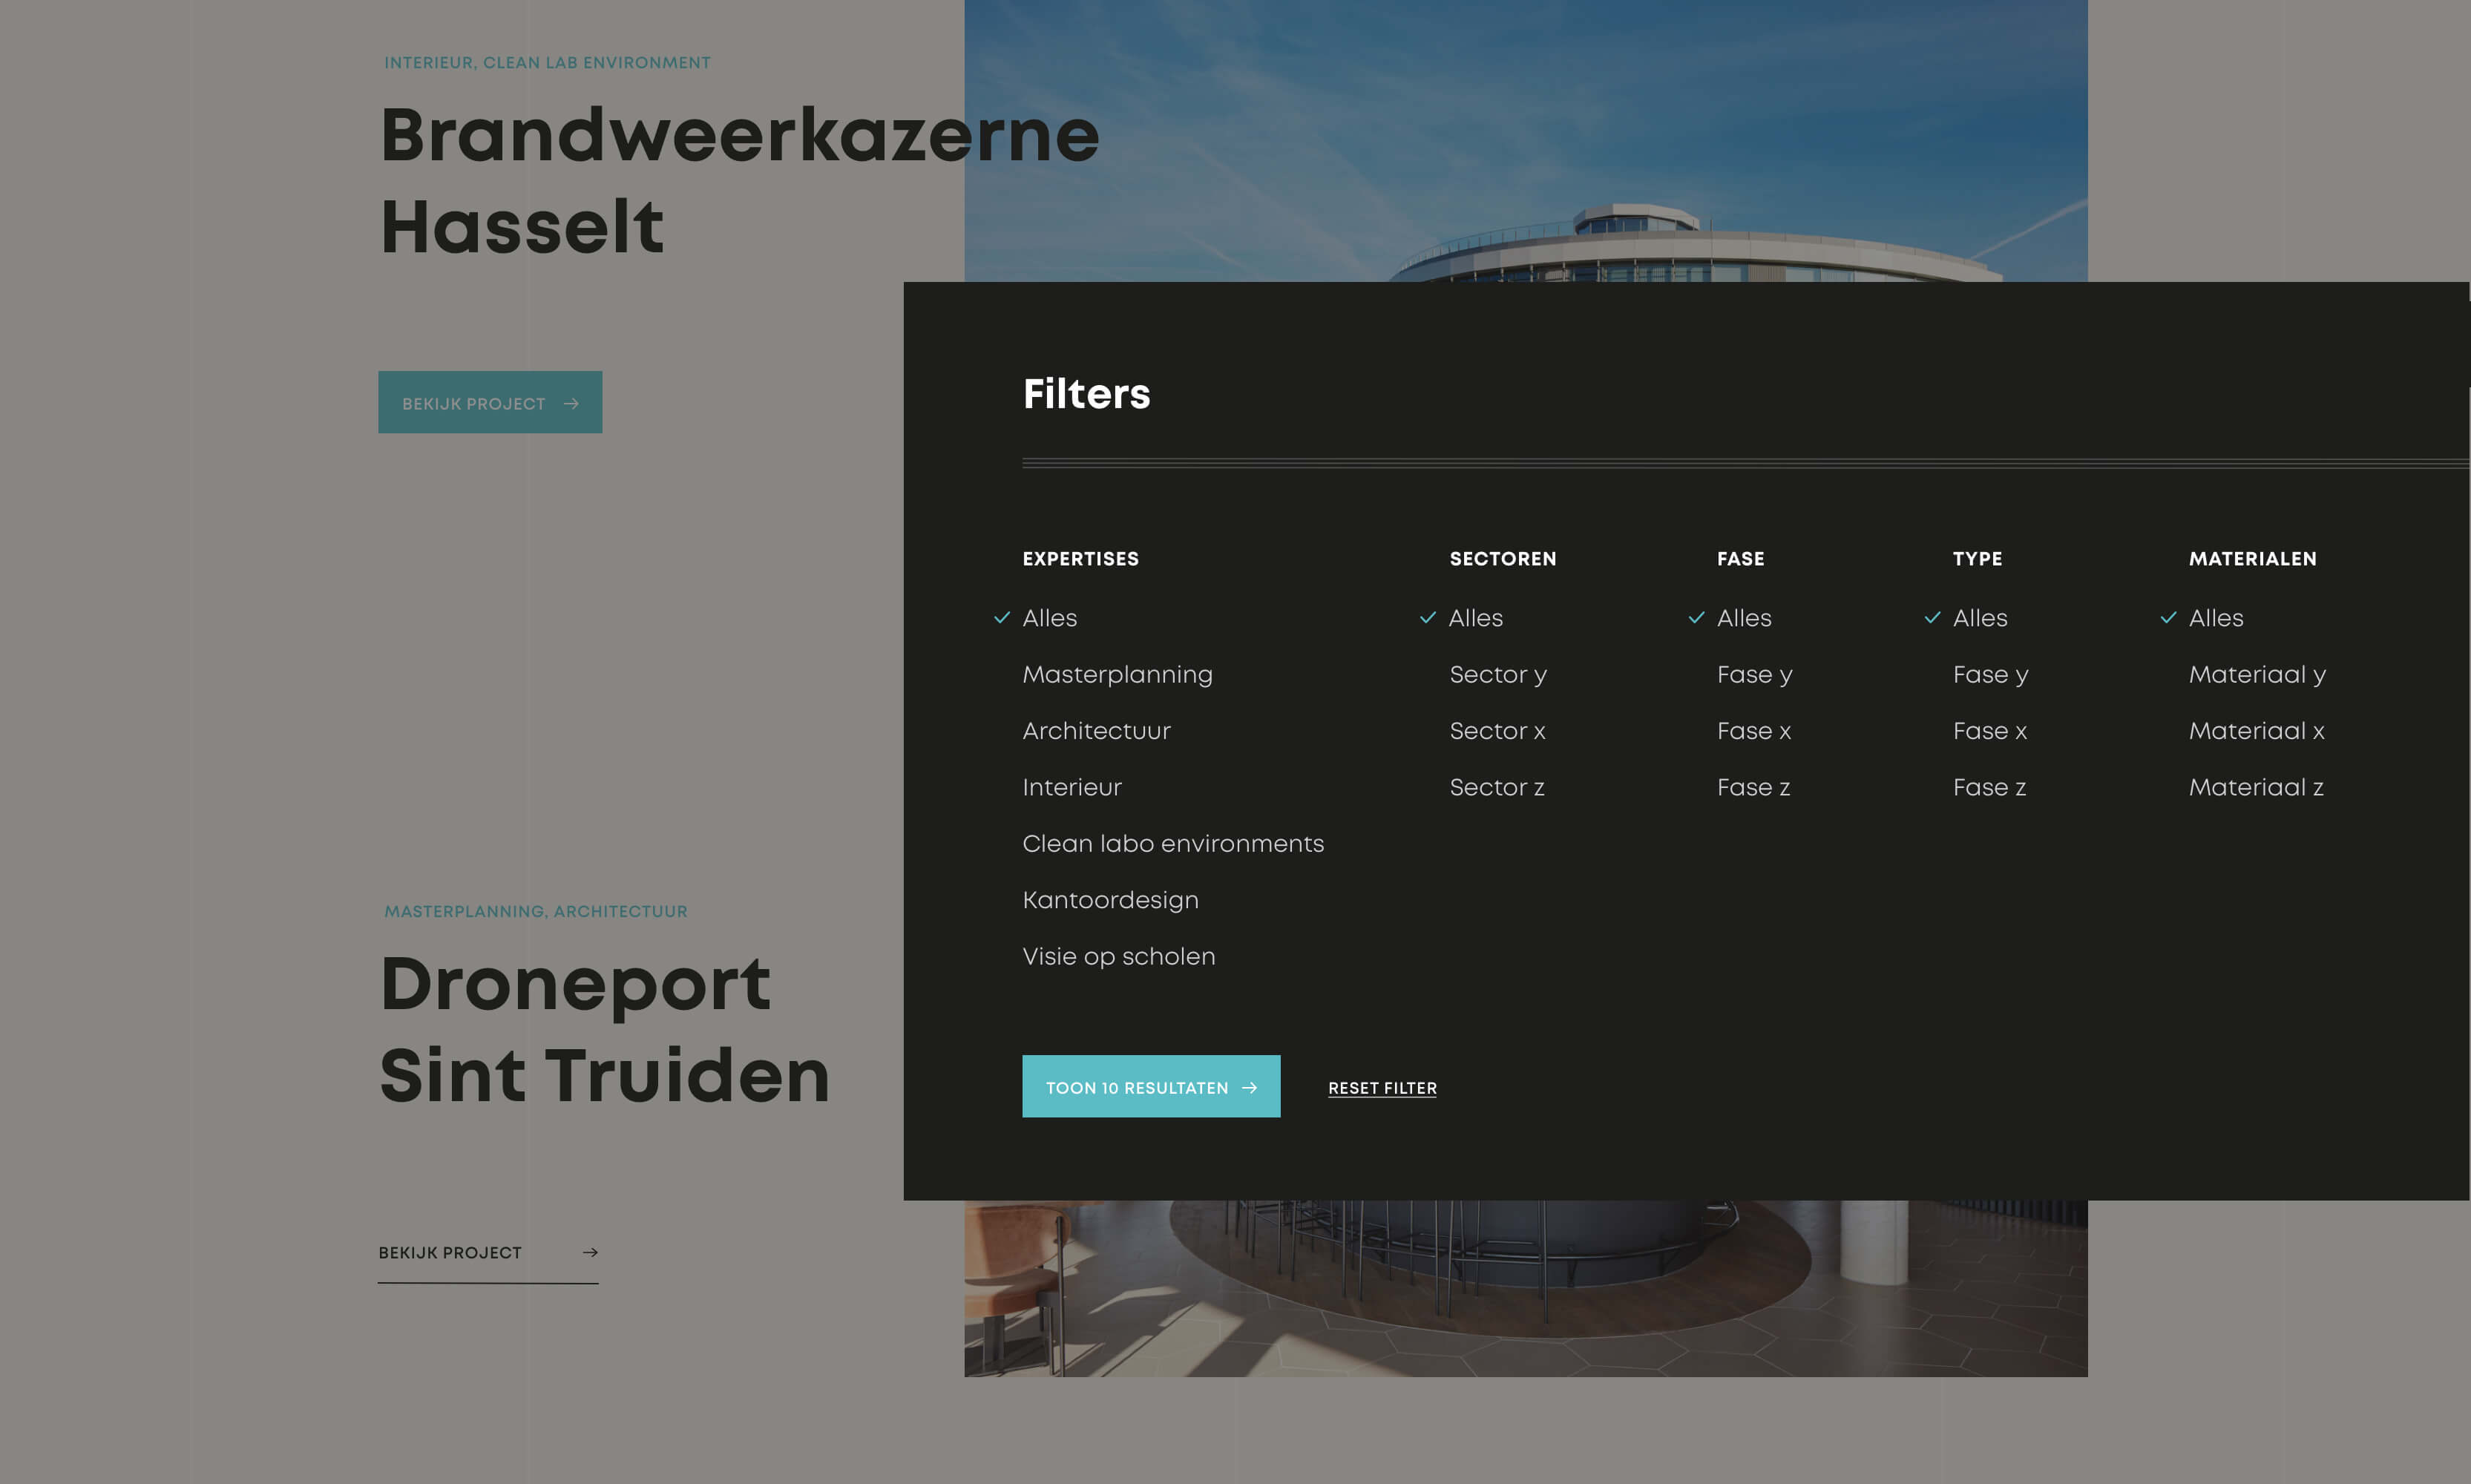 INTERIEUR, CLEAN LAB ENVIRONMENT
Brandweerkazerne
Hasselt
BEKIJK PROJECT
MASTERPLANNING, ARCHITECTUUR
Droneport
Sint Truiden
BEKIJK PROJECT
Filters
EXPERTISES
Alles
Masterplanning
Architectuur
Interieur
Clean labo environments
Kantoordesign
Visie op scholen
SECTOREN
Alles
Sector y
Sector x
Sector z
FASE
Alles
Fase y
Fase x
Fase z
TYPE
Alles
Fase y
Fase x
Fase z
MATERIALEN
Alles
Materiaal y
Materiaal x
Materiaal z
TOON 10 RESULTATEN
RESET FILTER